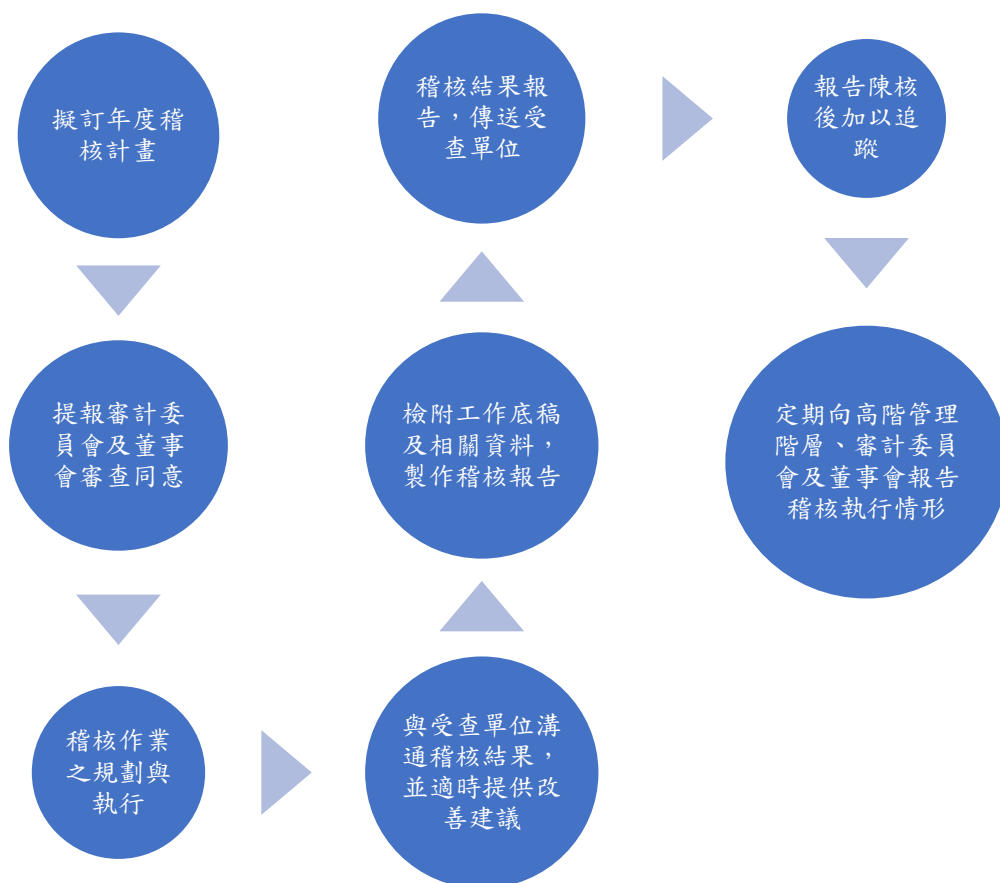 擬訂年度稽
核計畫
提報審計委
員會及董事
會審查同意
稽核作業
之規劃與
執行
與受查單位溝
通稽核結果，
並適時提供改
善建議
檢附工作底稿
及相關資料，
製作稽核報告
稽核結果報
告，傳送受
查單位
報告陳核
後加以追
蹤
定期向高階管理
階層、審計委員
會及董事會報告
稽核執行情形